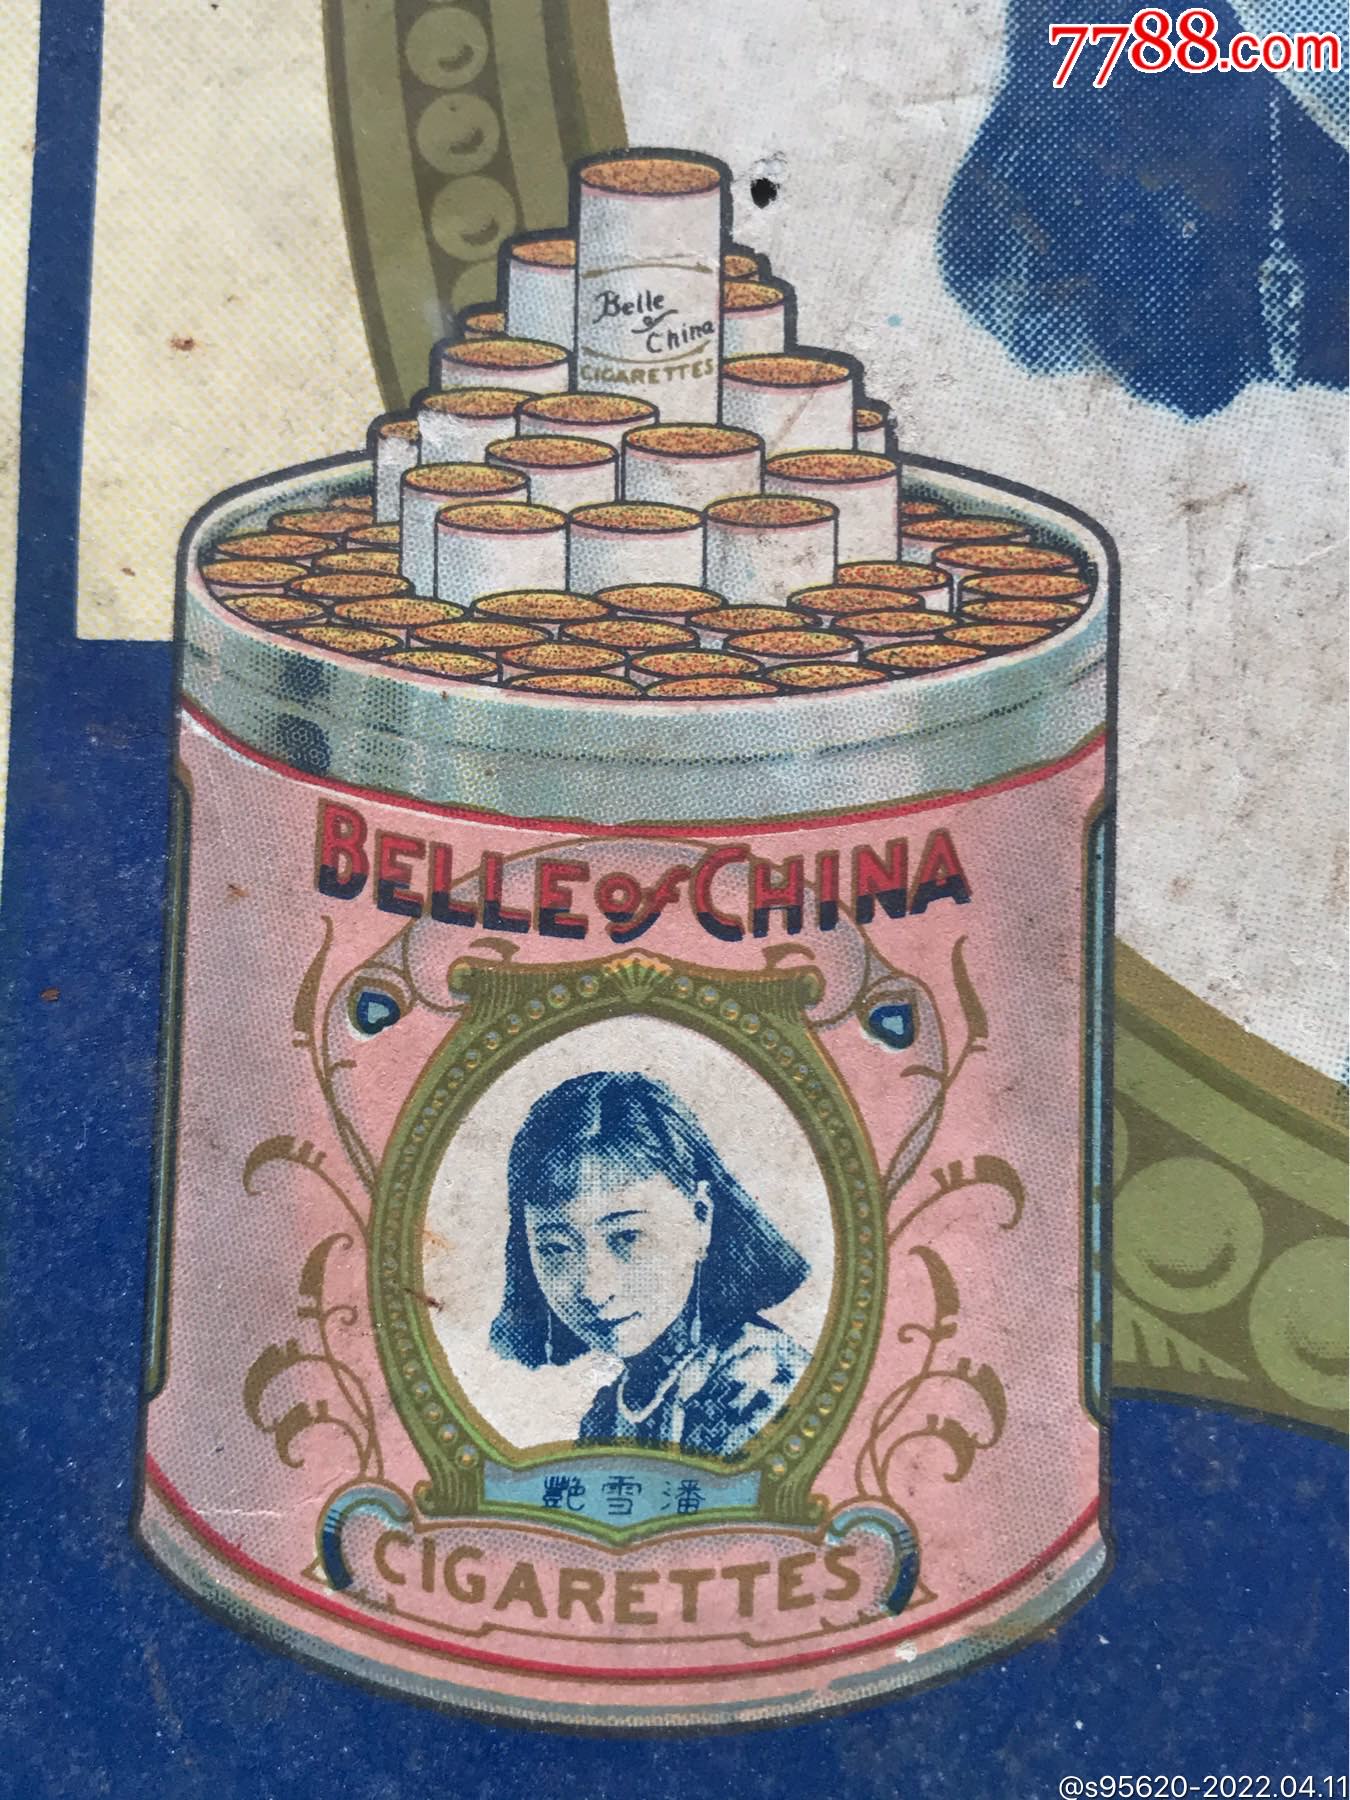 7788.com
Belle
of
China
CIGARETTES
BELLE of CHINA
艷雪潘
CIGARETTES
@s95620-2022.04.11